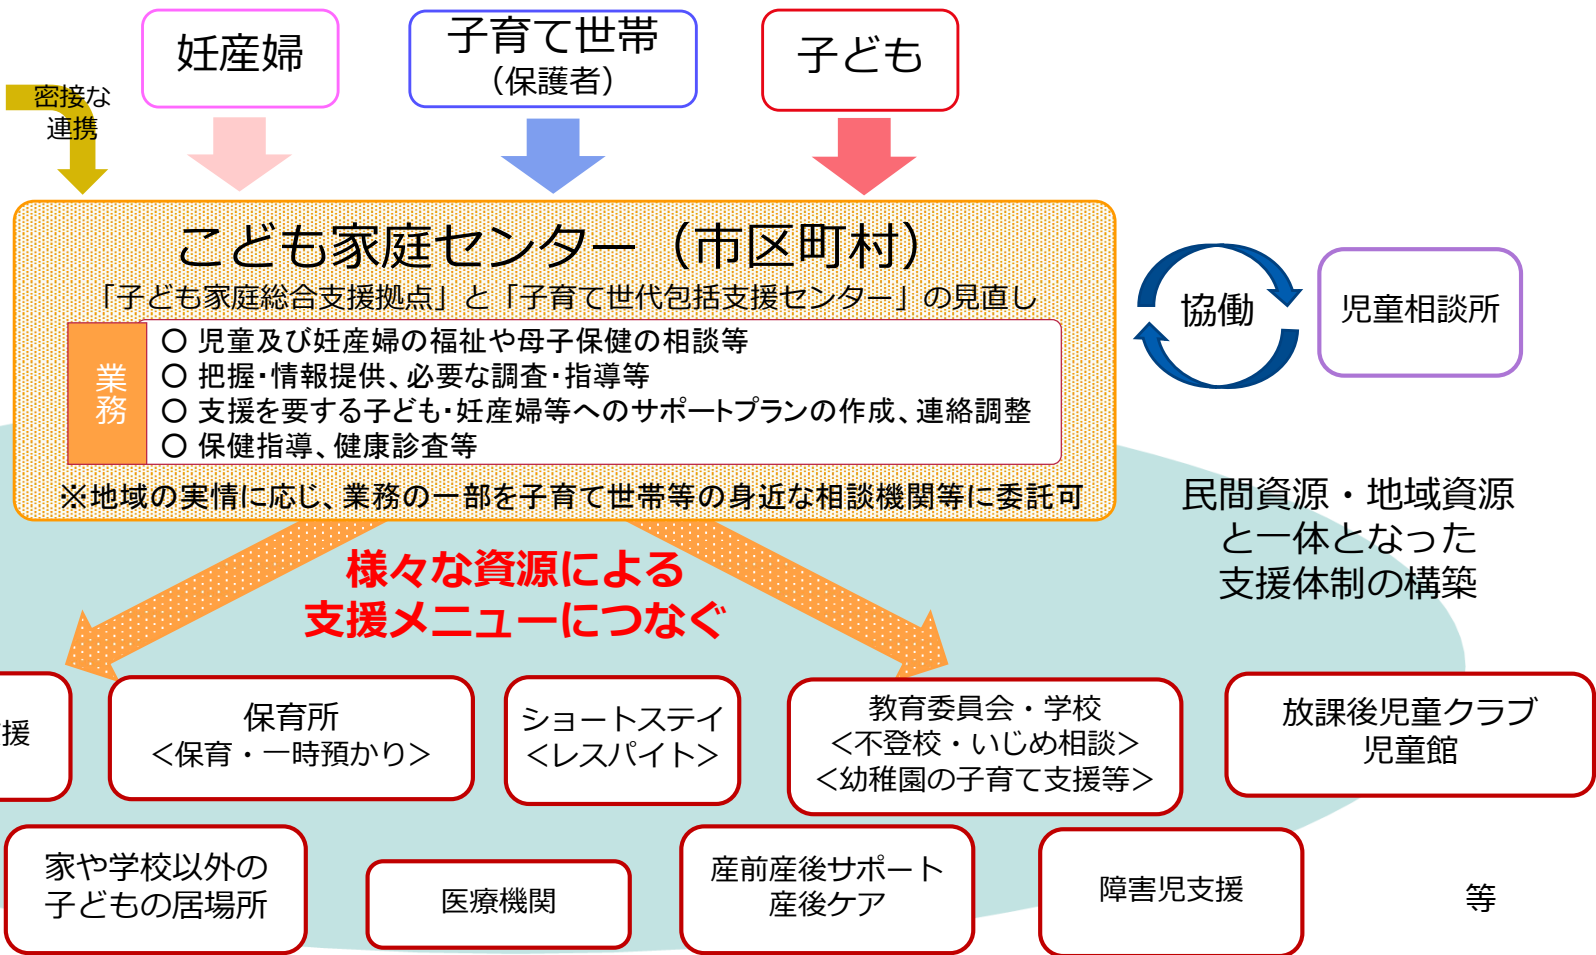 妊産婦
子育て世帯
（保護者）
子ども
密接な
連携
こども家庭センター（市区町村）
「子ども家庭総合支援拠点」と「子育て世代包括支援センター」の見直し
業務
〇 児童及び妊産婦の福祉や母子保健の相談等
〇 把握・情報提供、必要な調査・指導等
〇 支援を要する子ども・妊産婦等へのサポートプランの作成、連絡調整
〇 保健指導、健康診査等
※地域の実情に応じ、業務の一部を子育て世帯等の身近な相談機関等に委託可
協働
児童相談所
民間資源・地域資源
と一体となった
支援体制の構築
様々な資源による
支援メニューにつなぐ
援
保育所
＜保育・一時預かり＞
ショートステイ
＜レスパイト＞
教育委員会・学校
＜不登校・いじめ相談＞
＜幼稚園の子育て支援等＞
放課後児童クラブ
児童館
家や学校以外の
子どもの居場所
医療機関
産前産後サポート
産後ケア
障害児支援
等